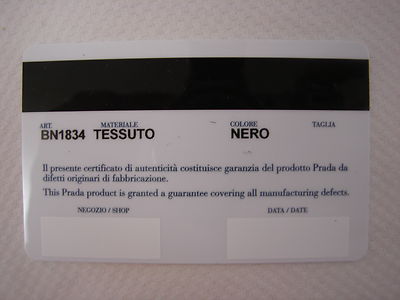 ART MATERIALE COLORE TAGLIA
BN1834 TESSUTO NERO
Il presente certificato di autenticità costituisce garanzia del prodotto Prada da
difetti originari di fabbricazione.
This Prada product is granted a guarantee covering all manufacturing defects.
NEGOZIO / SHOP DATA / DATE